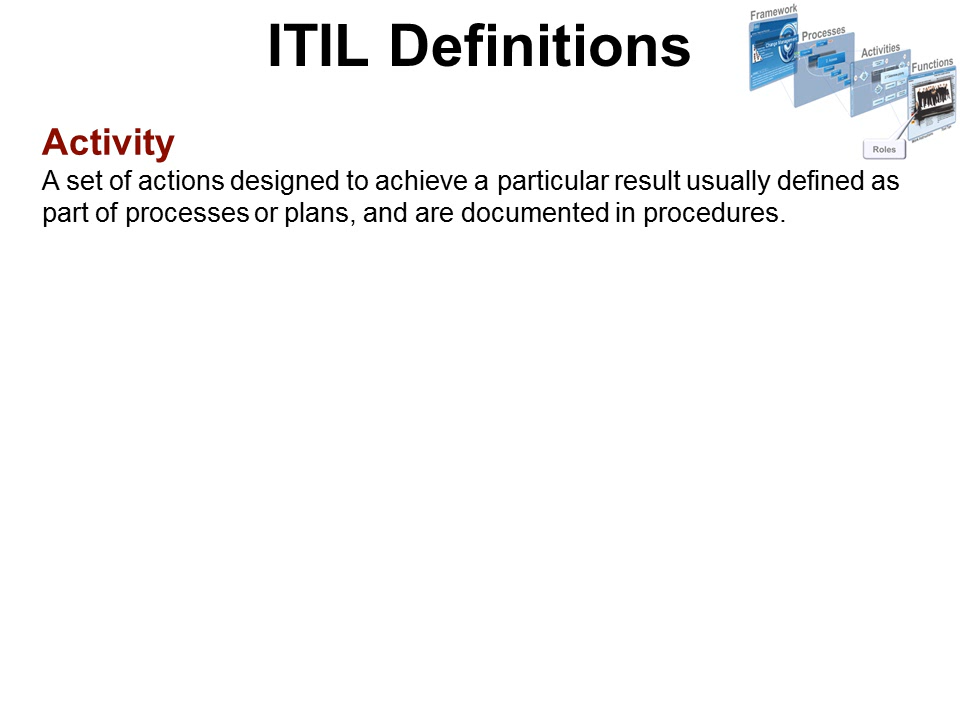 ITIL Definitions
Framework
Processes
Activities
Functions
Roles
Activity
A set of actions designed to achieve a particular result usually defined as
part of processes or plans, and are documented in procedures.